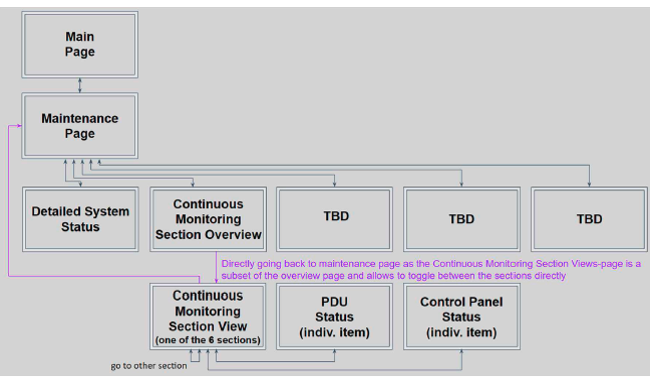 Main
Page
Maintenance
Page
Detailed System
Status
Continuous
Monitoring
Section Overview
TBD
TBD
TBD
Directly going back to maintenance page as the Continuous Monitoring Section Views-page is a
subset of the overview page and allows to toggle between the sections directly
Continuous
Monitoring
Section View
(one of the 6 sections)
PDU
Status
(indiv. item)
Control Panel
Status
(indiv. item)
go to other section